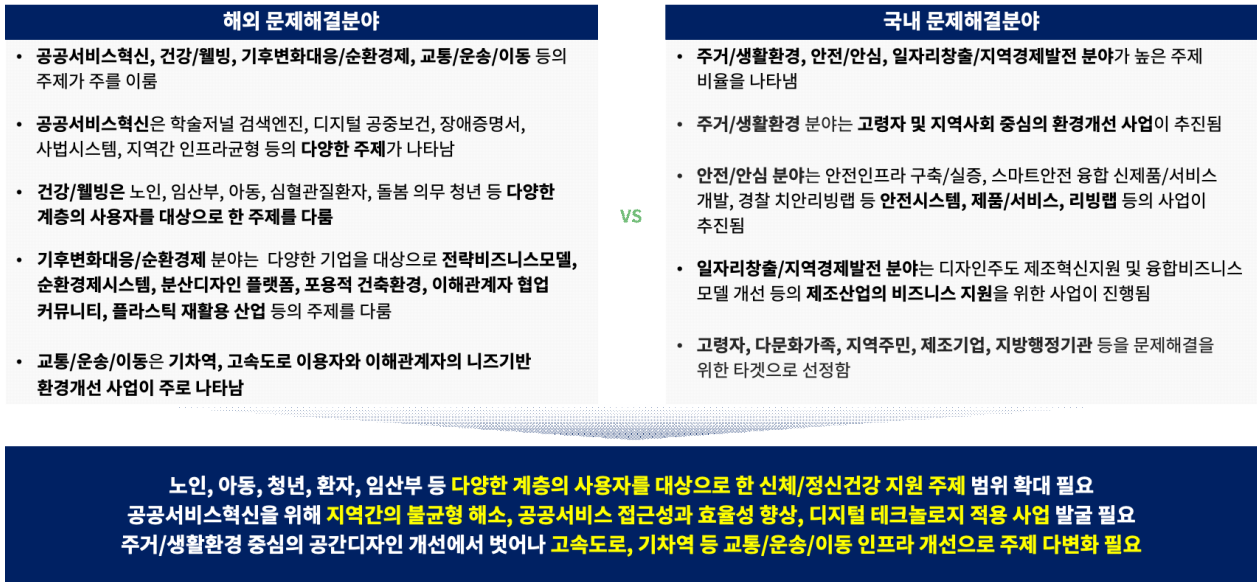 해외 문제해결분야
• 공공서비스혁신, 건강/웰빙, 기후변화대응/순환경제, 교통/운송/이동 등의
주제가 주를 이룸
• 공공서비스혁신은 학술저널 검색엔진, 디지털 공중보건, 장애증명서,
사법시스템, 지역간 인프라균형 등의 다양한 주제가 나타남
• 건강/웰빙은 노인, 임산부, 아동, 심혈관질환자, 돌봄 의무 청년 등 다양한
계층의 사용자를 대상으로 한 주제를 다룸
• 기후변화대응/순환경제 분야는 다양한 기업을 대상으로 전략비즈니스모델,
순환경제시스템, 분산디자인 플랫폼, 포용적 건축환경, 이해관계자 협업
커뮤니티, 플라스틱 재활용 산업 등의 주제를 다룸
• 교통/운송/이동은 기차역, 고속도로 이용자와 이해관계자의 니즈기반
환경개선 사업이 주로 나타남
VS
국내 문제해결분야
• 주거/생활환경, 안전/안심, 일자리창출/지역경제발전 분야가 높은 주제
비율을 나타냄
• 주거/생활환경 분야는 고령자 및 지역사회 중심의 환경개선 사업이 추진됨
• 안전/안심 분야는 안전인프라 구축/실증, 스마트안전 융합 신제품/서비스
개발, 경찰 치안리빙랩 등 안전시스템, 제품/서비스, 리빙랩 등의 사업이
추진됨
• 일자리창출/지역경제발전 분야는 디자인주도 제조혁신지원 및 융합비즈니스
모델 개선 등의 제조산업의 비즈니스 지원을 위한 사업이 진행됨
• 고령자, 다문화가족, 지역주민, 제조기업, 지방행정기관 등을 문제해결을
위한 타겟으로 선정함
노인, 아동, 청년, 환자, 임산부 등 다양한 계층의 사용자를 대상으로 한 신체/정신건강 지원 주제 범위 확대 필요
공공서비스혁신을 위해 지역간의 불균형 해소, 공공서비스 접근성과 효율성 향상, 디지털 테크놀로지 적용 사업 발굴 필요
주거/생활환경 중심의 공간디자인 개선에서 벗어나 고속도로, 기차역 등 교통/운송/이동 인프라 개선으로 주제 다변화 필요